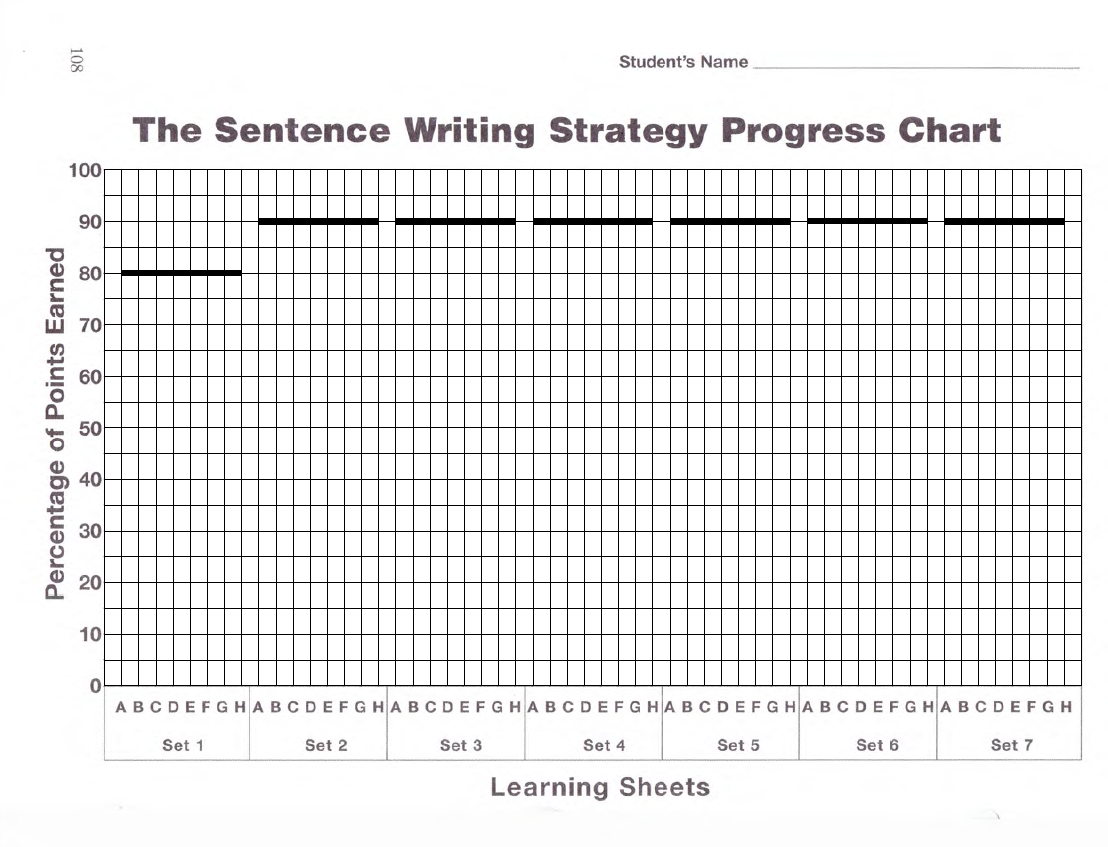 108
Student's Name
The Sentence Writing Strategy Progress Chart
Percentage of Points Earned
100
90
80
70
60
50
40
30
20
10
0
A B C D E F G H A B C D E F G H A B C D E F G H A B C D E F G H A B C D E F G H A B C D E F G H A B C D E F G H
Set 1 Set 2 Set 3 Set 4 Set 5 Set 6 Set 7
Learning Sheets